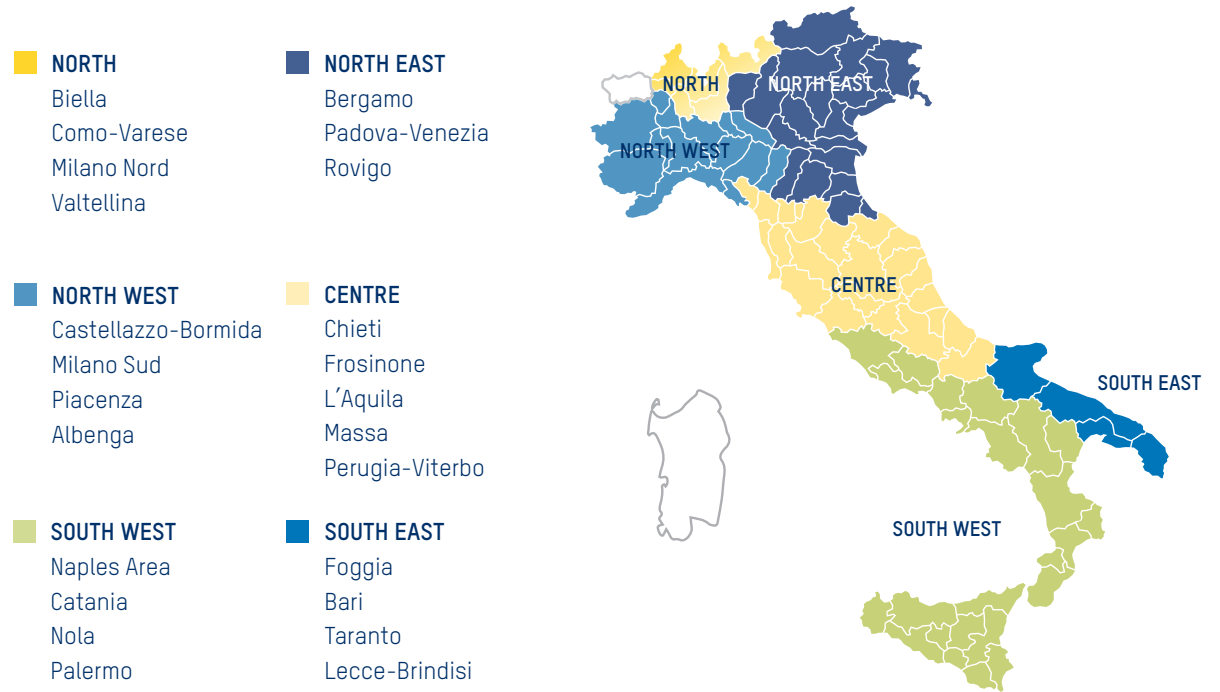 NORTH
Biella
Como-Varese
Milano Nord
Valtellina
NORTH EAST
Bergamo
Padova-Venezia
Rovigo
NORTH WEST
Castellazzo-Bormida
Milano Sud
Piacenza
Albenga
CENTRE
Chieti
Frosinone
L’Aquila
Massa
Perugia-Viterbo
SOUTH WEST
Naples Area
Catania
Nola
Palermo
SOUTH EAST
Foggia
Bari
Taranto
Lecce-Brindisi
NORTH
NORTH EAST
NORTH WEST
CENTRE
SOUTH EAST
SOUTH WEST